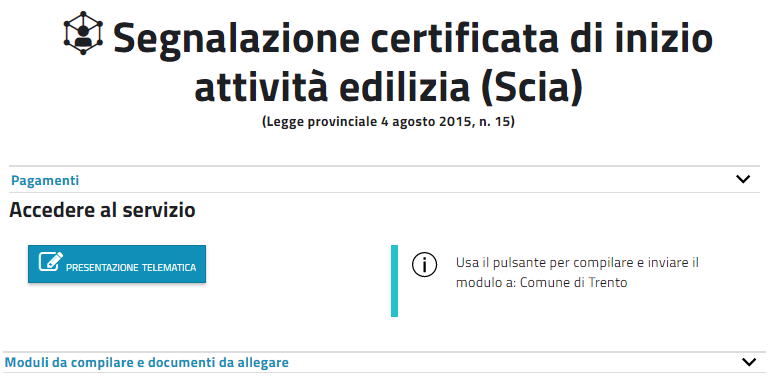 Segnalazione certificata di inizio
attività edilizia (Scia)
(Legge provinciale 4 agosto 2015, n. 15)
Pagamenti
Accedere al servizio
PRESENTAZIONE TELEMATICA
Usa il pulsante per compilare e inviare il
modulo a: Comune di Trento
Moduli da compilare e documenti da allegare